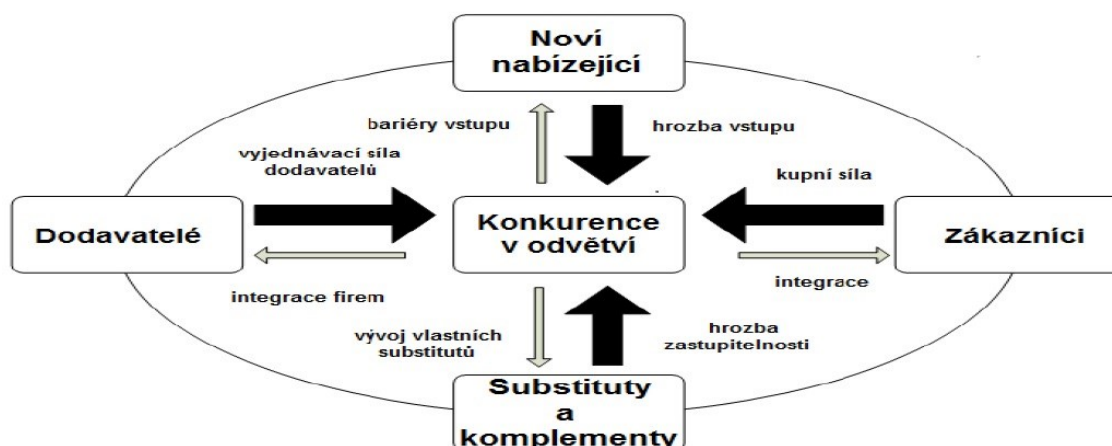 Noví
nabízející
bariéry vstupu
hrozba vstupu
vyjednávací síla
dodavatelů
kupní síla
Dodavatelé
Konkurence
v odvětví
Zákazníci
integrace firem
integrace
vývoj vlastních
substitutů
hrozba
zastupitelnosti
Substituty
a
komplementy